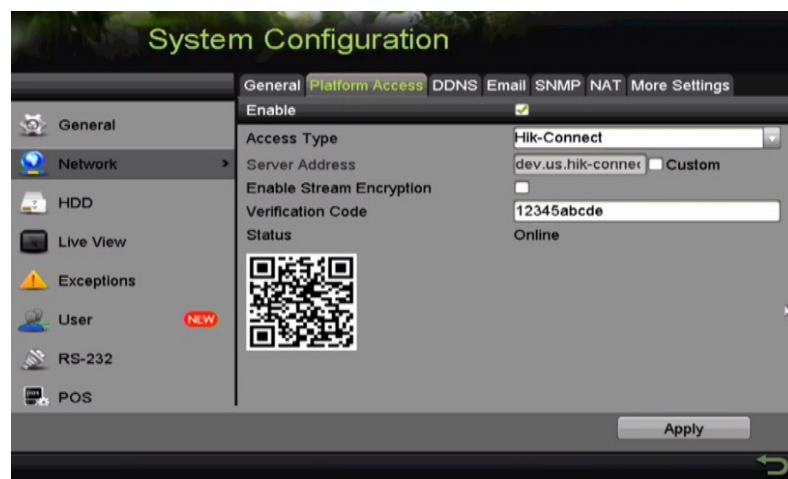 System Configuration
General Platform Access DDNS Email SNMP NAT More Settings
Enable
Access Type Hik-Connect
Server Address dev.us.hik-connec Custom
Enable Stream Encryption
Verification Code 12345abcde
Status Online
General
Network
HDD
Live View
Exceptions
User NEW
RS-232
POS
Apply